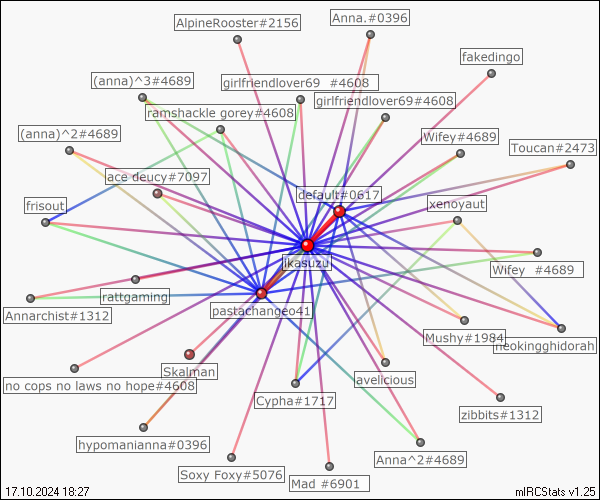 AlpineRooster#2156
Anna.#0396
fakedingo
(anna)^3#4689
girlfriendlover69 #4608
girlfriendlover69#4608
ramshackle gorey#4608
(anna)^2#4689
Wifey#4689
Toucan#2473
ace deucy#7097
default#0617
frisout
xenoyaut
ikasuzu
Wifey #4689
rattgaming
pastachangeo41
Annarchist#1312
Mushy#1984
neokingghidorah
Skalman
avelicious
no cops no laws no hope#4608
Cypha#1717
zibbits#1312
hypomanianna#0396
Anna^2#4689
Soxy Foxy#5076
Mad #6901
17.10.2024 18:27
mIRCStats v1.25